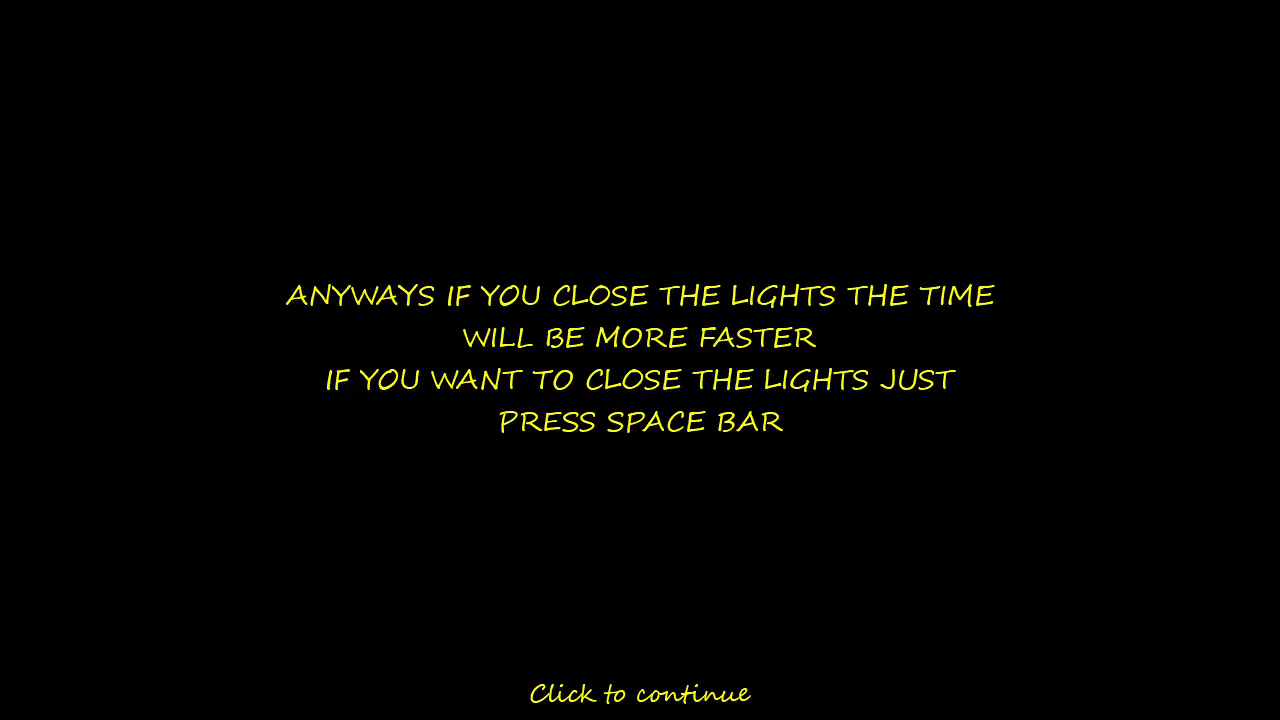 ANYWAYS IF YOU CLOSE THE LIGHTS THE TIME
WILL BE MORE FASTER
IF YOU WANT TO CLOSE THE LIGHTS JUST
PRESS SPACE BAR
Click to continue